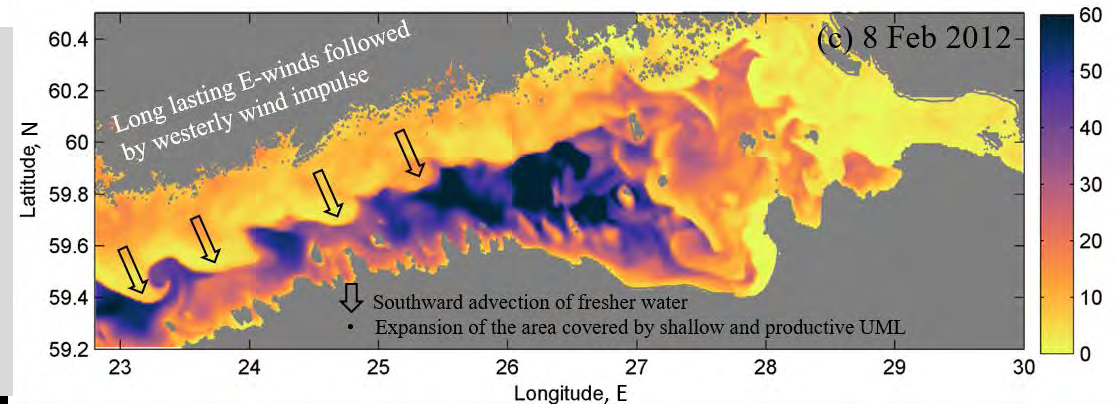 (c) 8 Feb 2012
Long lasting E-winds followed
by westerly wind impulse
Southward advection of fresher water
• Expansion of the area covered by shallow and productive UML
Latitude, N
60.4
60.2
60
59.8
59.6
59.4
59.2
23 24 25 26 27 28 29 30
Longitude, E
60
50
40
30
20
10
0